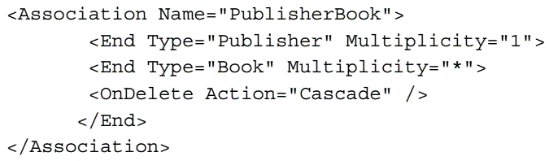 <Association Name="PublisherBook">
<End Type="Publisher" Multiplicity="1">
<End Type="Book" Multiplicity="*">
<OnDelete Action="Cascade" />
</End>
</Association>